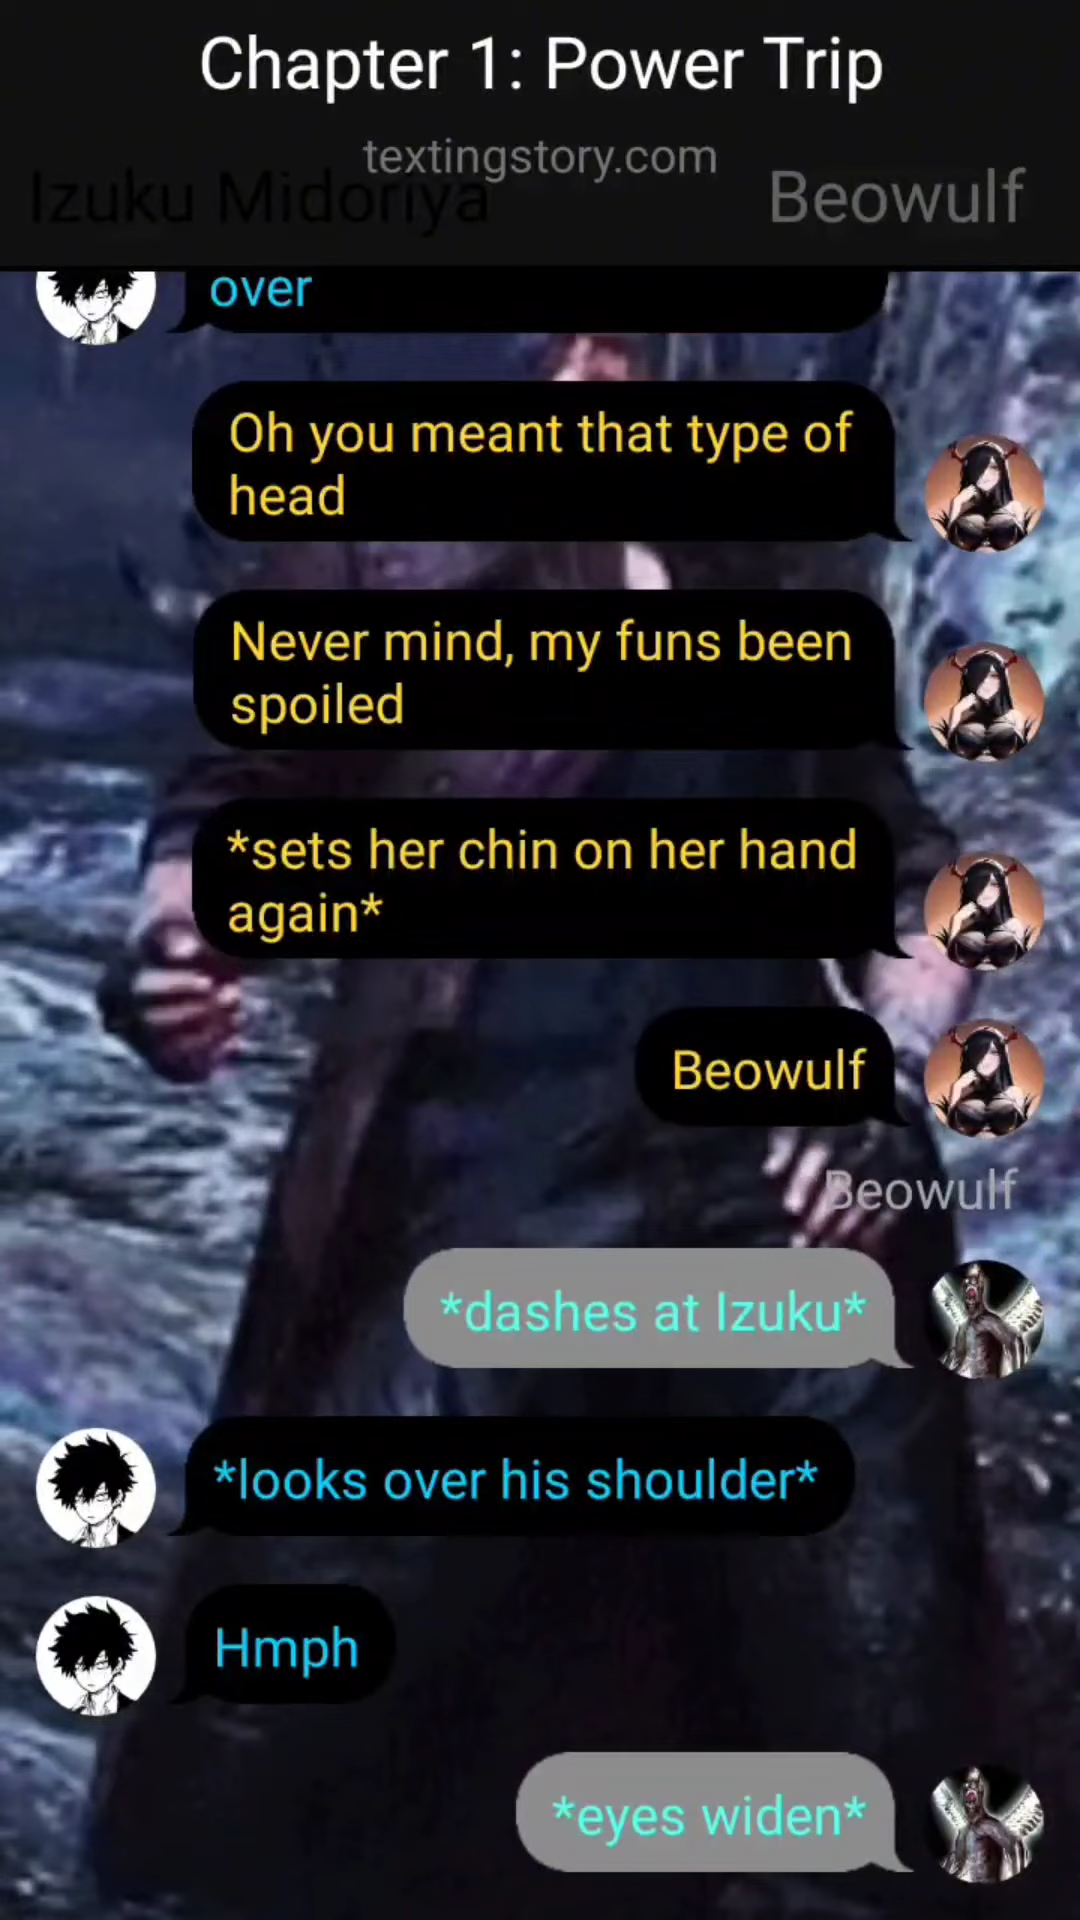 Chapter 1: Power Trip
textingstory.com
Izuku Midoriya
Beowulf
over
Oh you meant that type of
head
Never mind, my funs been
spoiled
*sets her chin on her hand
again*
Beowulf
Beowulf
*dashes at Izuku*
*looks over his shoulder*
Hmph
*eyes widen*